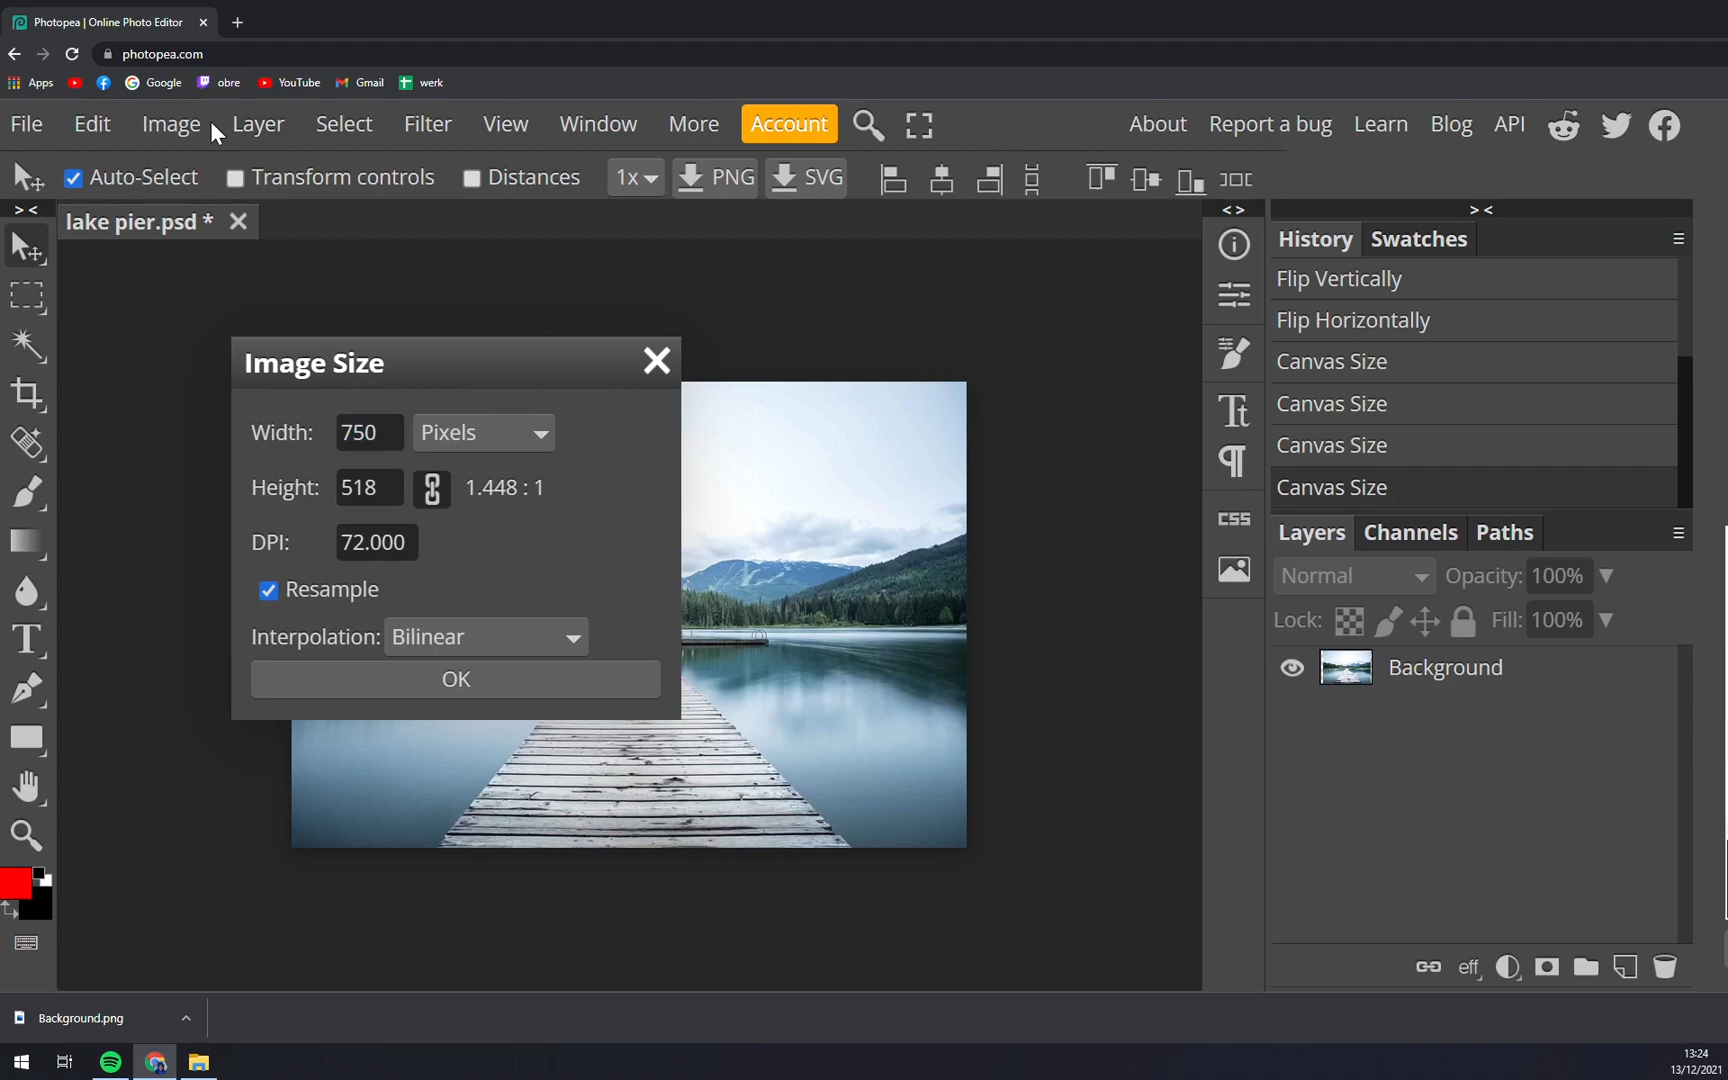 Photopea | Online Photo Editor
photopea.com
Apps Google obre YouTube Gmail werk
File Edit Image Layer Select Filter View Window More Account About Report a bug Learn Blog API
Auto-Select Transform controls Distances 1x PNG SVG
> < lake pier.psd * < > > <
History Swatches
Flip Vertically
Flip Horizontally
Canvas Size
Canvas Size
Canvas Size
Canvas Size
Image Size
Width: 750 Pixels
Height: 518 1.448 : 1
DPI: 72.000
Resample
Interpolation: Bilinear
OK
CSS
Layers Channels Paths
Normal Opacity: 100%
Lock: Fill: 100%
Background
eff
Background.png
13:24
13/12/2021